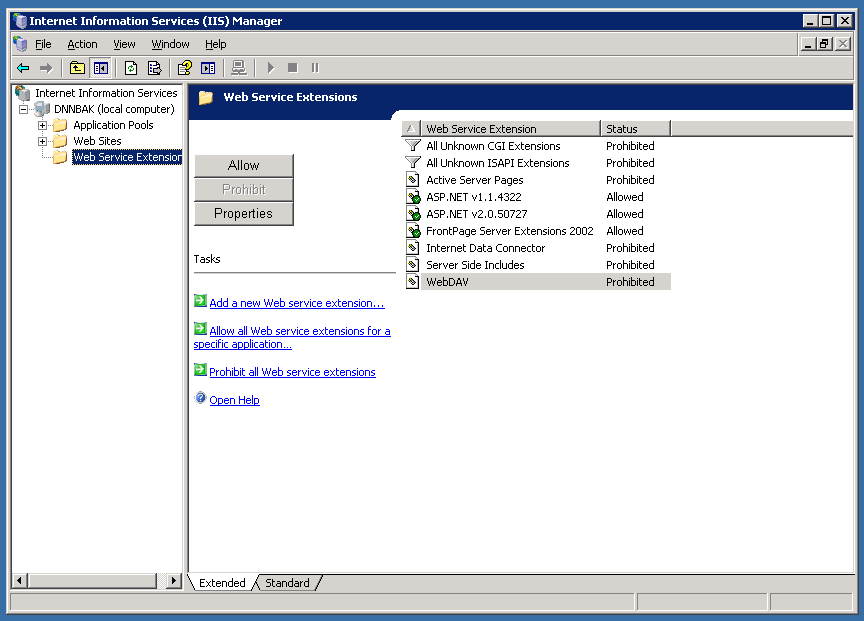 Internet Information Services (IIS) Manager
File Action View Window Help
Internet Information Services
DNNBAK (local computer)
Application Pools
Web Sites
Web Service Extension
Web Service Extensions
Allow
Prohibit
Properties
Tasks
Add a new Web service extension...
Allow all Web service extensions for a
specific application...
Prohibit all Web service extensions
Open Help
Web Service Extension Status
All Unknown CGI Extensions Prohibited
All Unknown ISAPI Extensions Prohibited
Active Server Pages Prohibited
ASP.NET v1.1.4322 Allowed
ASP.NET v2.0.50727 Allowed
FrontPage Server Extensions 2002 Allowed
Internet Data Connector Prohibited
Server Side Includes Prohibited
WebDAV Prohibited
Extended Standard